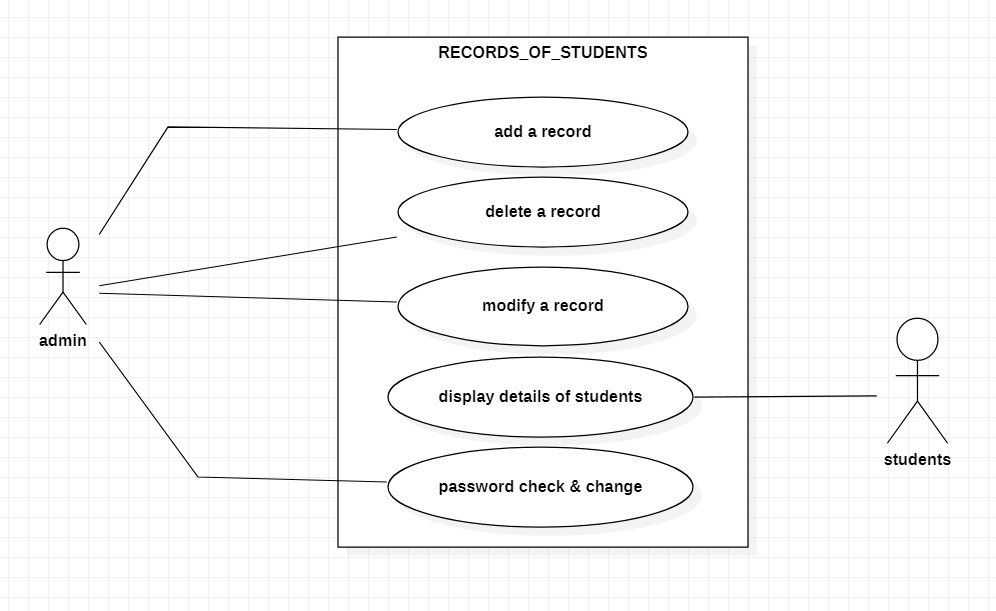 RECORDS_OF_STUDENTS
add a record
delete a record
modify a record
admin
display details of students
students
password check & change